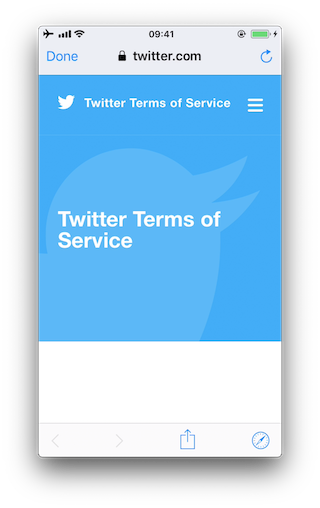 09:41
Done
twitter.com
Twitter Terms of Service
Twitter Terms of
Service